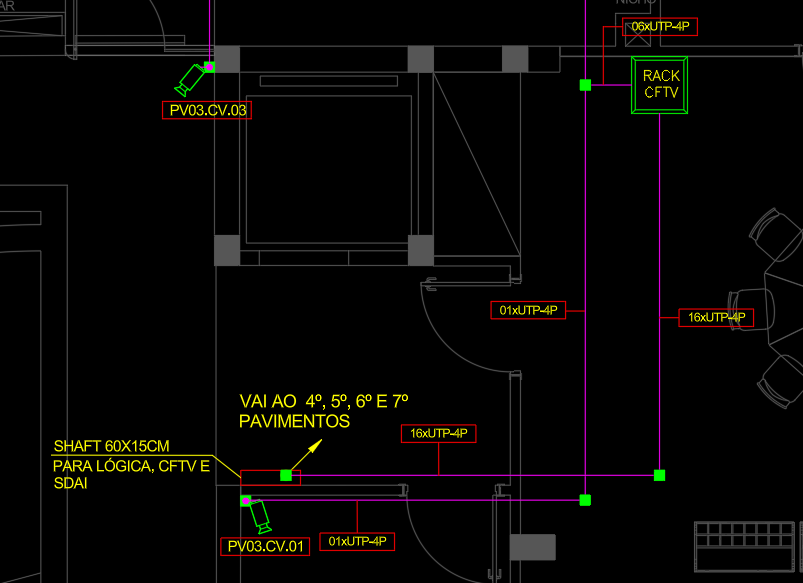 AR
NICHO
06xUTP-4P
RACK
CFTV
PV03.CV.03
01xUTP-4P
16xUTP-4P
VAI AO 4º, 5º, 6º E 7º
PAVIMENTOS
16xUTP-4P
SHAFT 60X15CM
PARA LÓGICA, CFTV E
SDAI
PV03.CV.01
01xUTP-4P